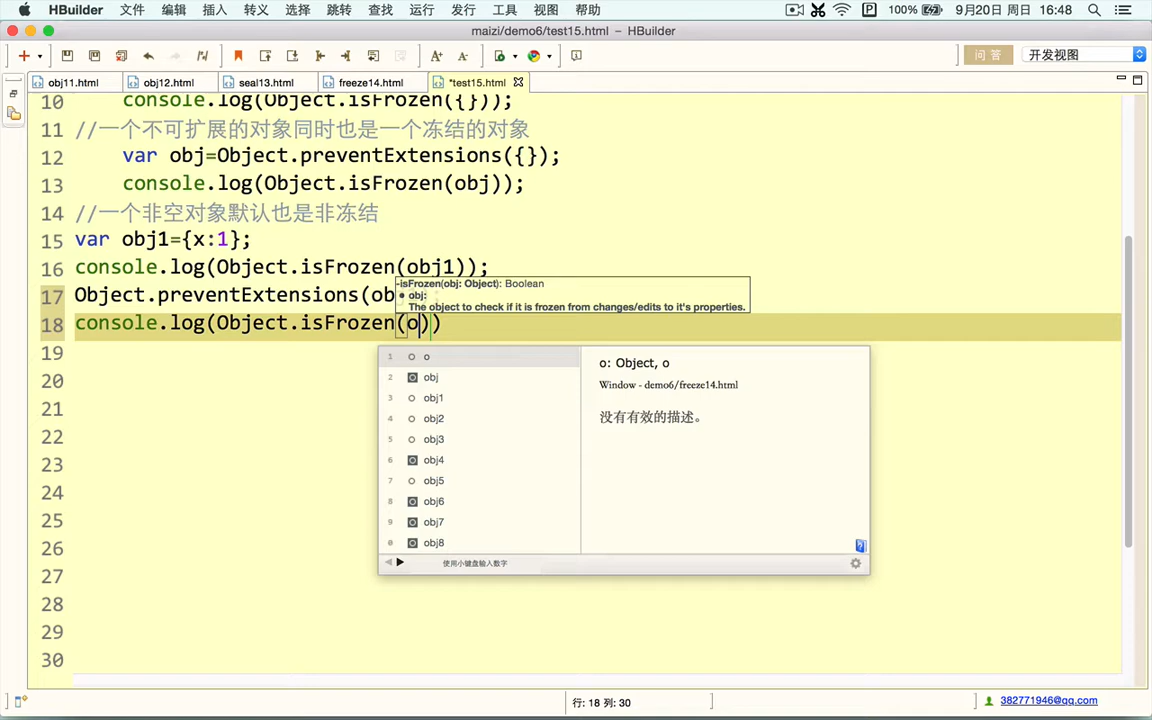 HBuilder 文件 编辑 插入 转义 选择 跳转 查找 运行 发行 工具 视图 帮助 P 100% 9月20日 周日 16:48
maizi/demo6/test15.html – HBuilder
问 答 开发视图
obj11.html obj12.html seal13.html freeze14.html *test15.html
10 console.log(Object.isFrozen({}));
11 //一个不可扩展的对象同时也是一个冻结的对象
12 var obj=Object.preventExtensions({});
13 console.log(Object.isFrozen(obj));
14 //一个非空对象默认也是非冻结
15 var obj1={x:1};
16 console.log(Object.isFrozen(obj1));
-isFrozen(obj: Object): Boolean
17 Object.preventExtensions(ob
● obj:
The object to check if it is frozen from changes/edits to it's properties.
18 console.log(Object.isFrozen(o))
19
20
21
22
23
24
25
26
27
28
29
30
1 o
2 obj
3 obj1
4 obj2
5 obj3
6 obj4
7 obj5
8 obj6
9 obj7
0 obj8
使用小键盘输入数字
o: Object, o
Window - demo6/freeze14.html
没有有效的描述。
行: 18 列: 30
382771946@qq.com